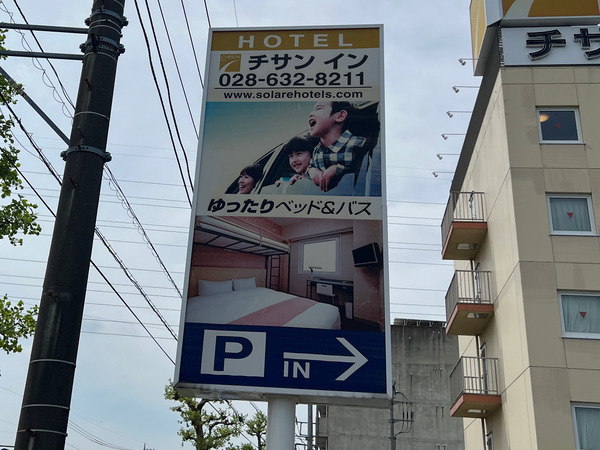 HOTEL
チサン イン
028-632-8211
www.solarehotels.com
ゆったりベッド&バス
P IN
チサ